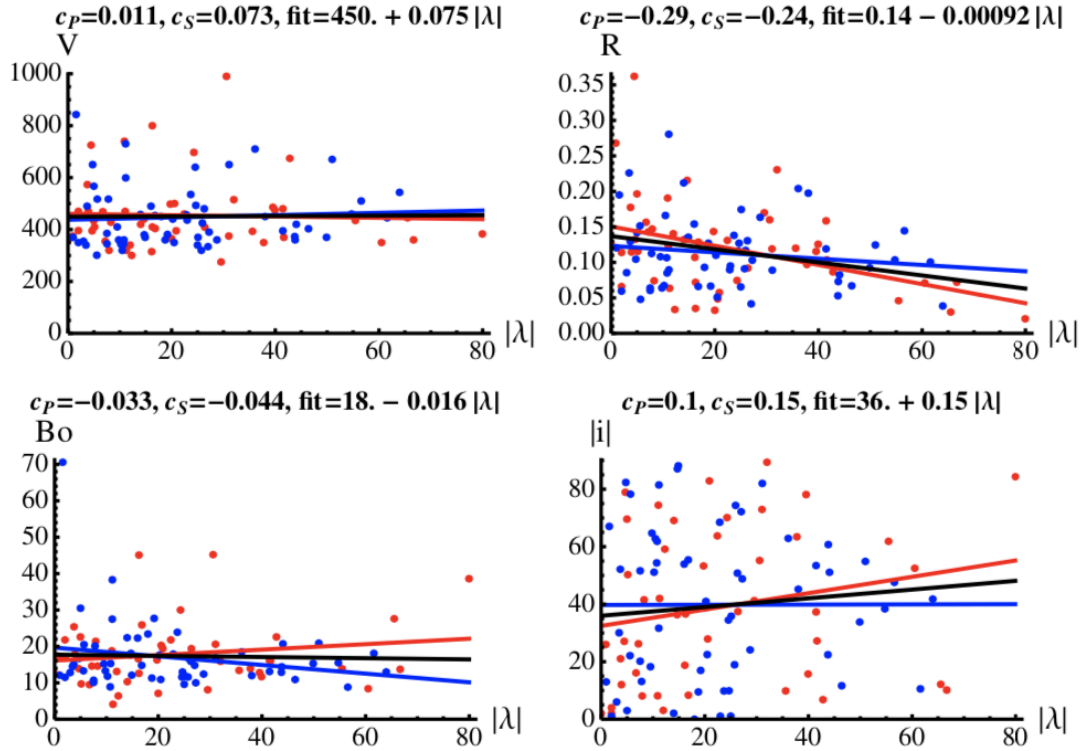 c_P=0.011, c_S=0.073, fit=450. + 0.075 |λ|
V
1000
800
600
400
200
0
0 20 40 60 80 |λ|
c_P=−0.29, c_S=−0.24, fit=0.14 − 0.00092 |λ|
R
0.35
0.30
0.25
0.20
0.15
0.10
0.05
0.00
0 20 40 60 80 |λ|
c_P=−0.033, c_S=−0.044, fit=18. − 0.016 |λ|
Bo
70
60
50
40
30
20
10
0
0 20 40 60 80 |λ|
c_P=0.1, c_S=0.15, fit=36. + 0.15 |λ|
|i|
80
60
40
20
0
0 20 40 60 80 |λ|